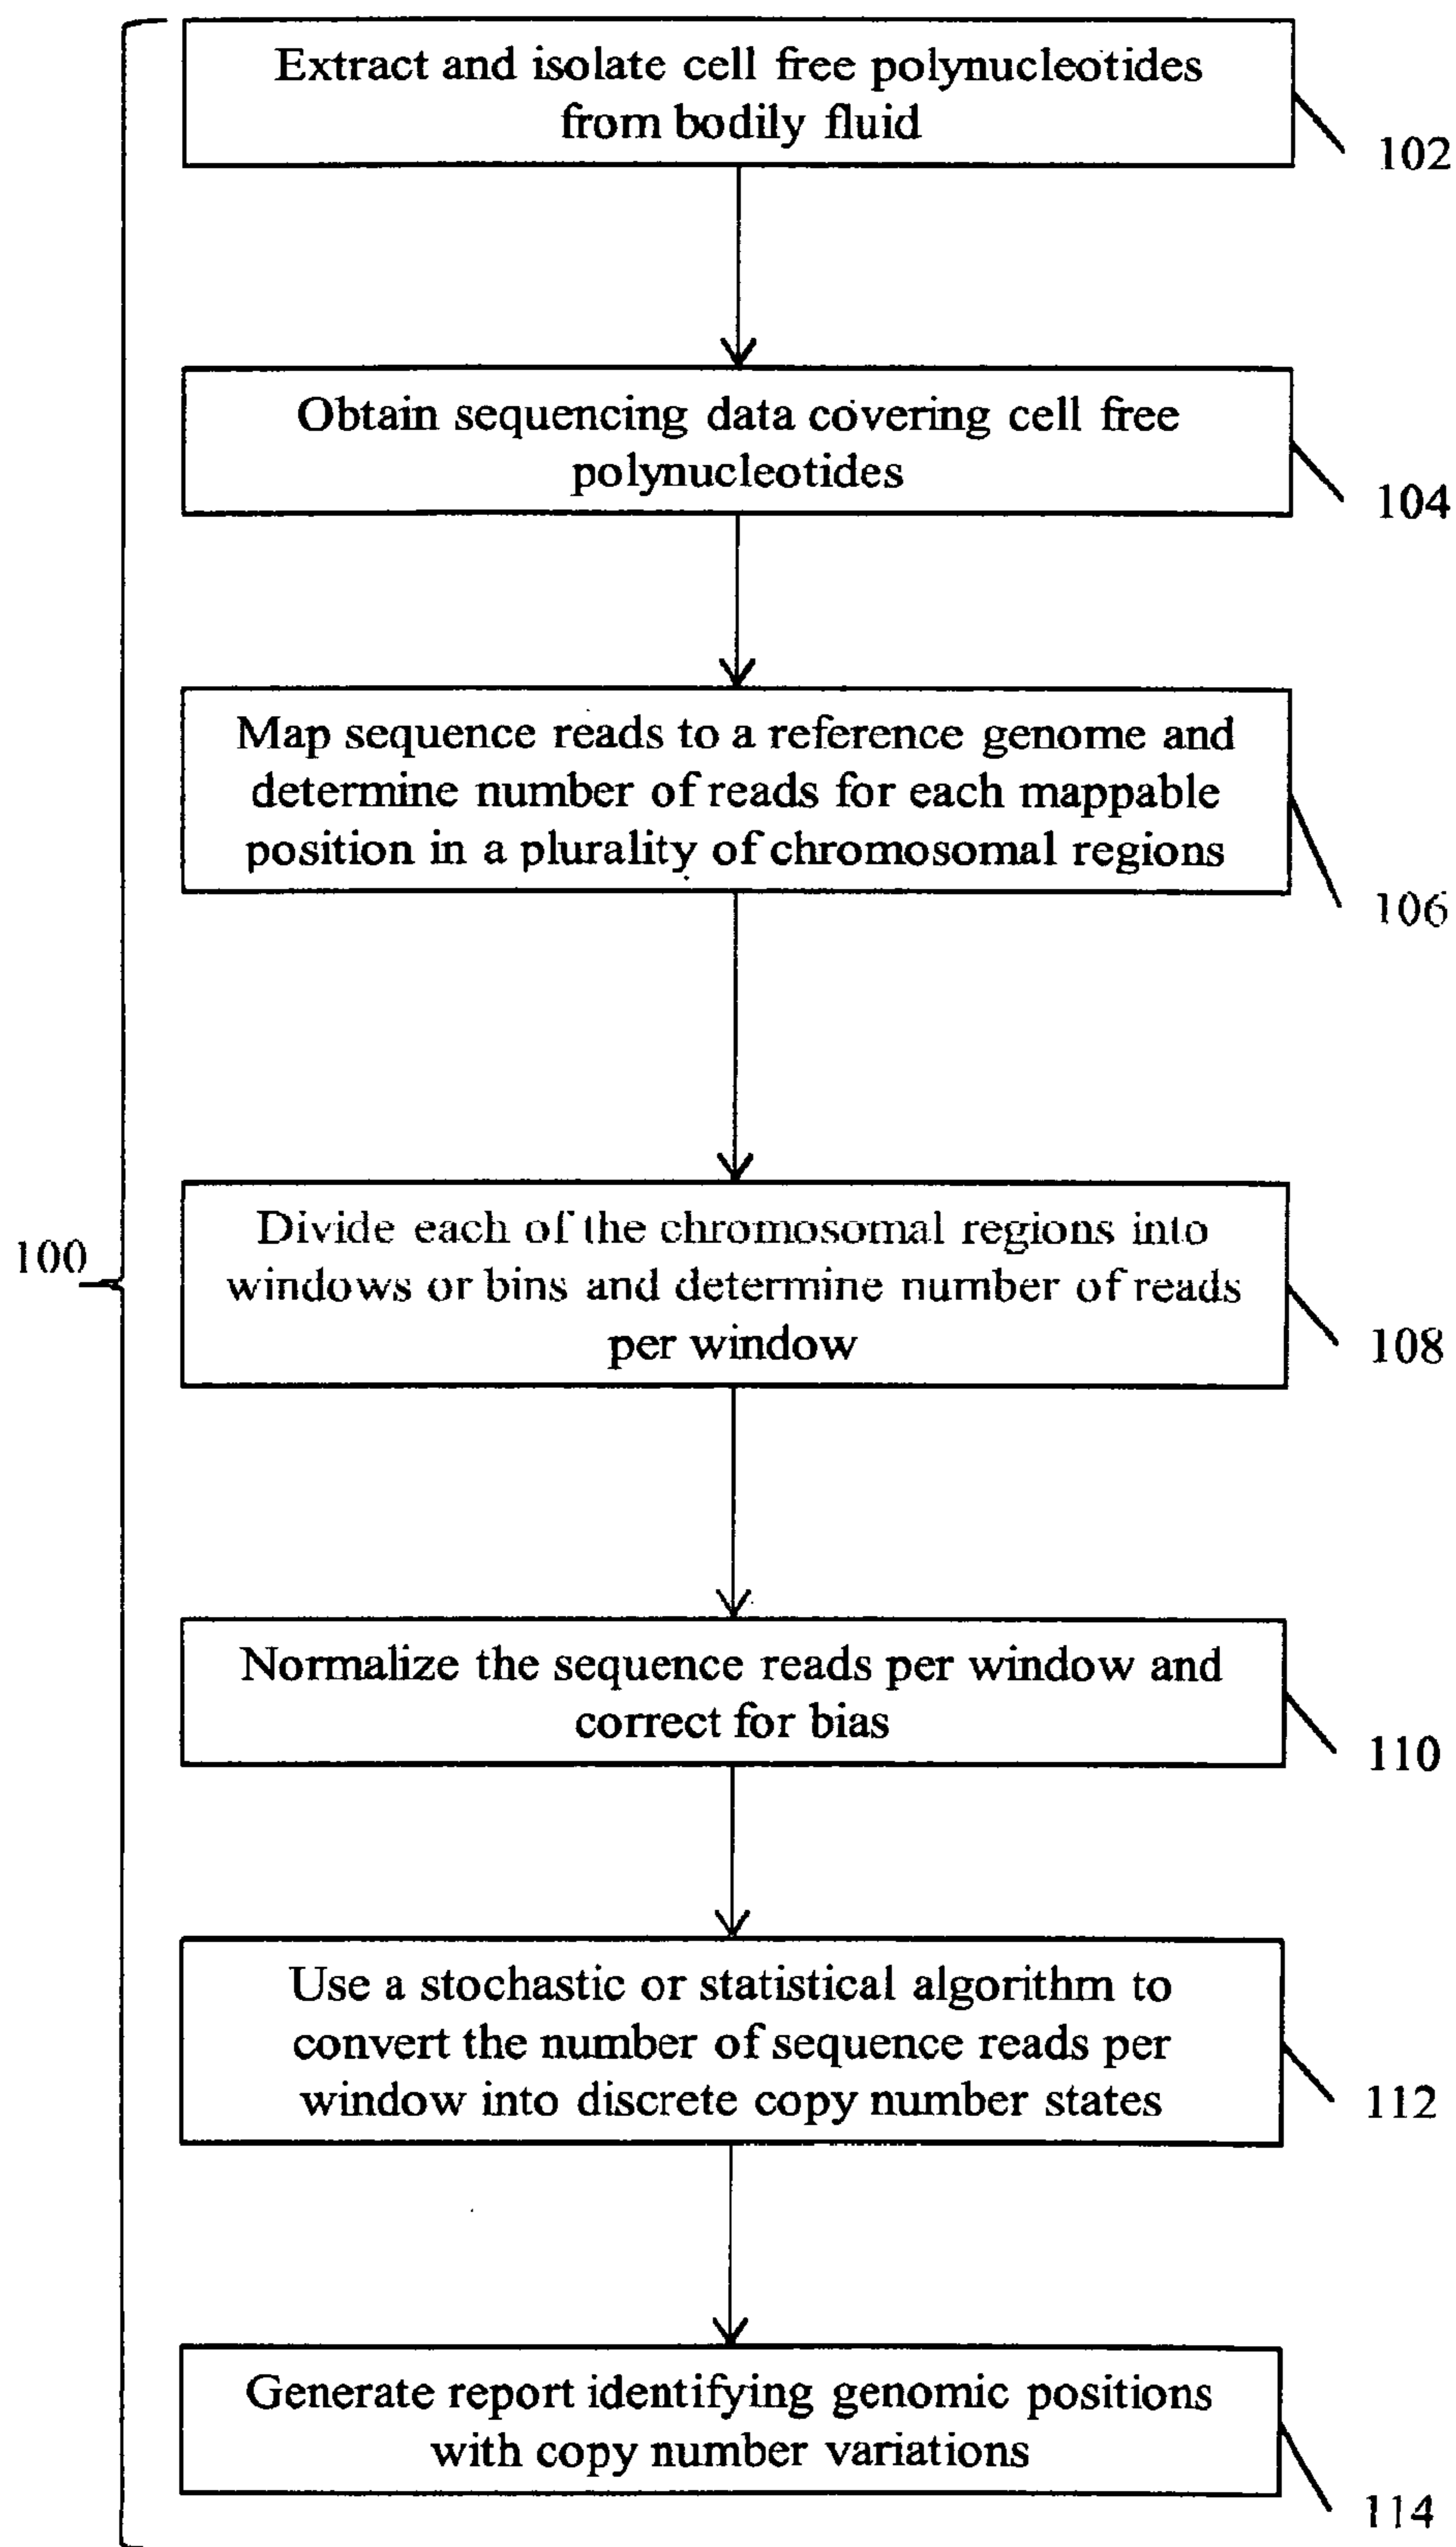 Extract and isolate cell free polynucleotides
from bodily fluid
102
Obtain sequencing data covering cell free
polynucleotides
104
Map sequence reads to a reference genome and
determine number of reads for each mappable
position in a plurality of chromosomal regions
106
100
Divide each of the chromosomal regions into
windows or bins and determine number of reads
per window
108
Normalize the sequence reads per window and
correct for bias
110
Use a stochastic or statistical algorithm to
convert the number of sequence reads per
window into discrete copy number states
112
Generate report identifying genomic positions
with copy number variations
114